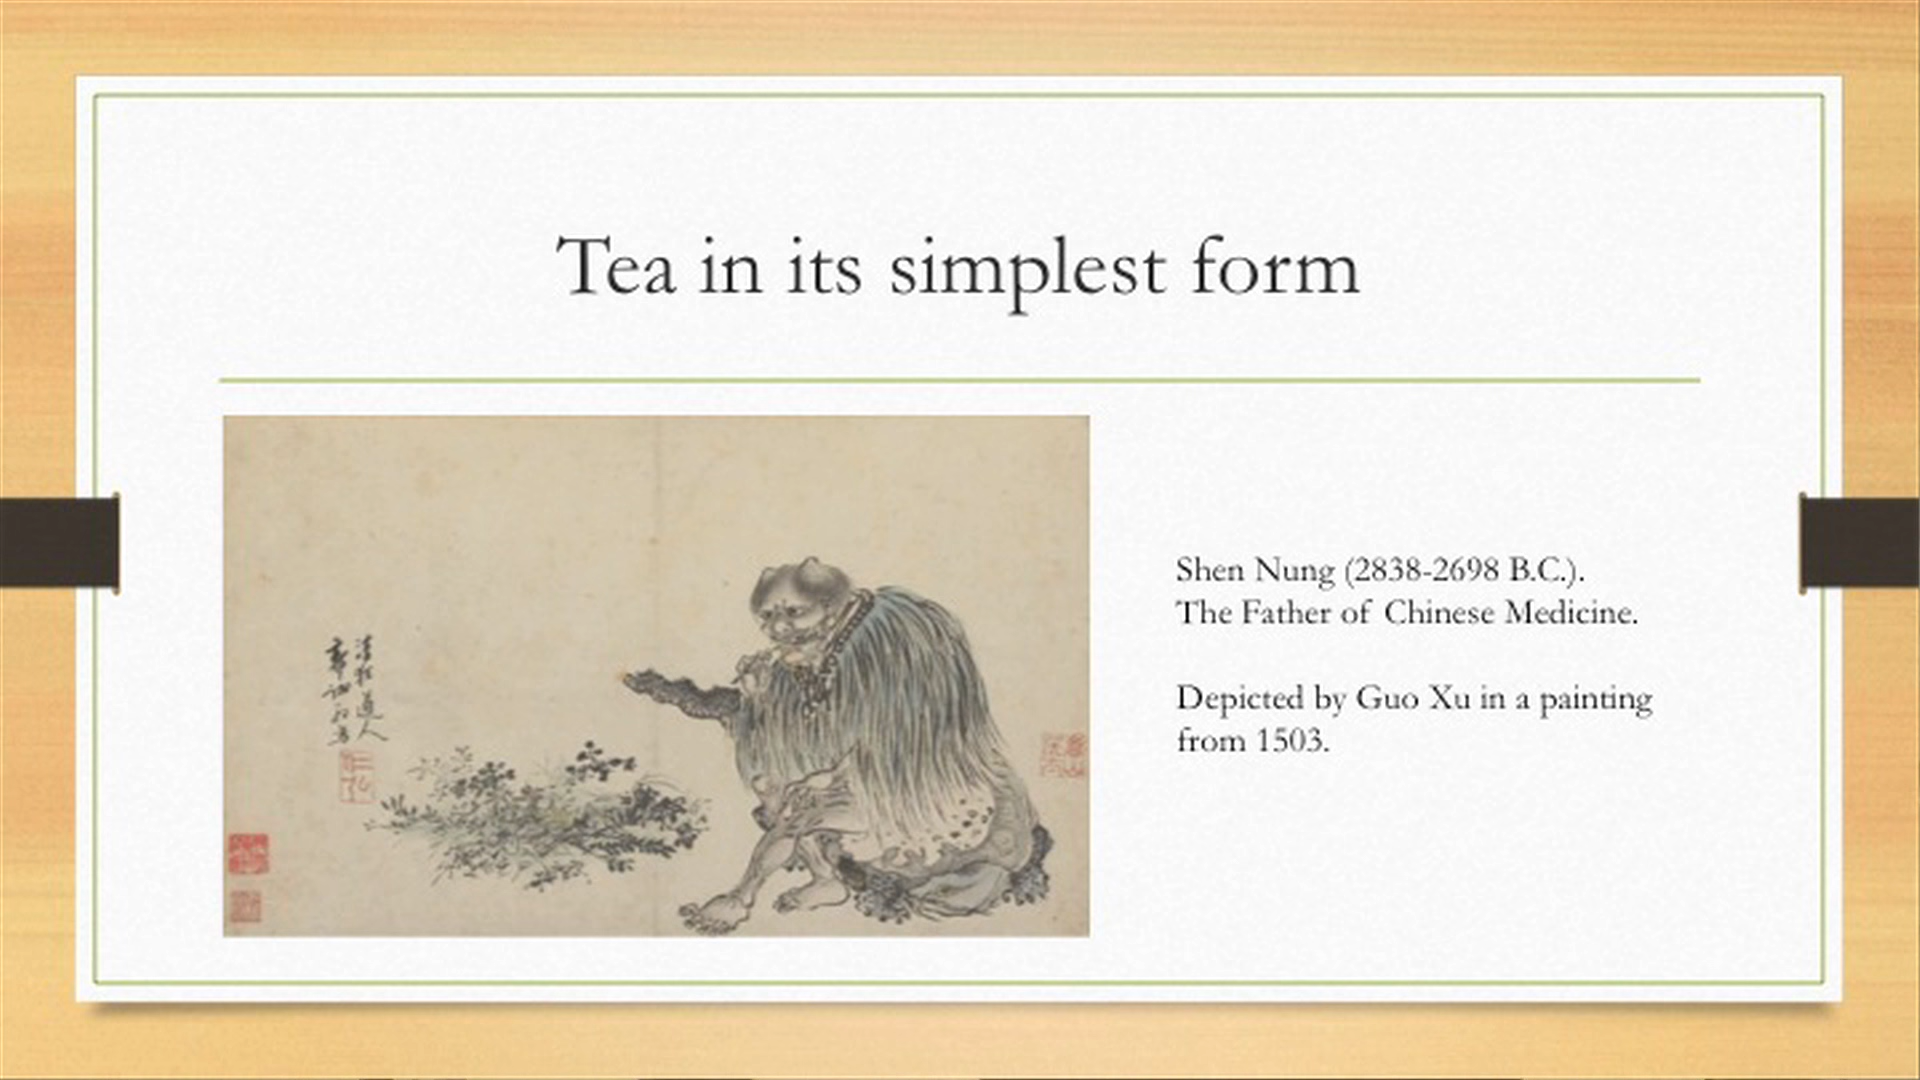 Tea in its simplest form
Shen Nung (2838-2698 B.C.).
The Father of Chinese Medicine.
Depicted by Guo Xu in a painting
from 1503.